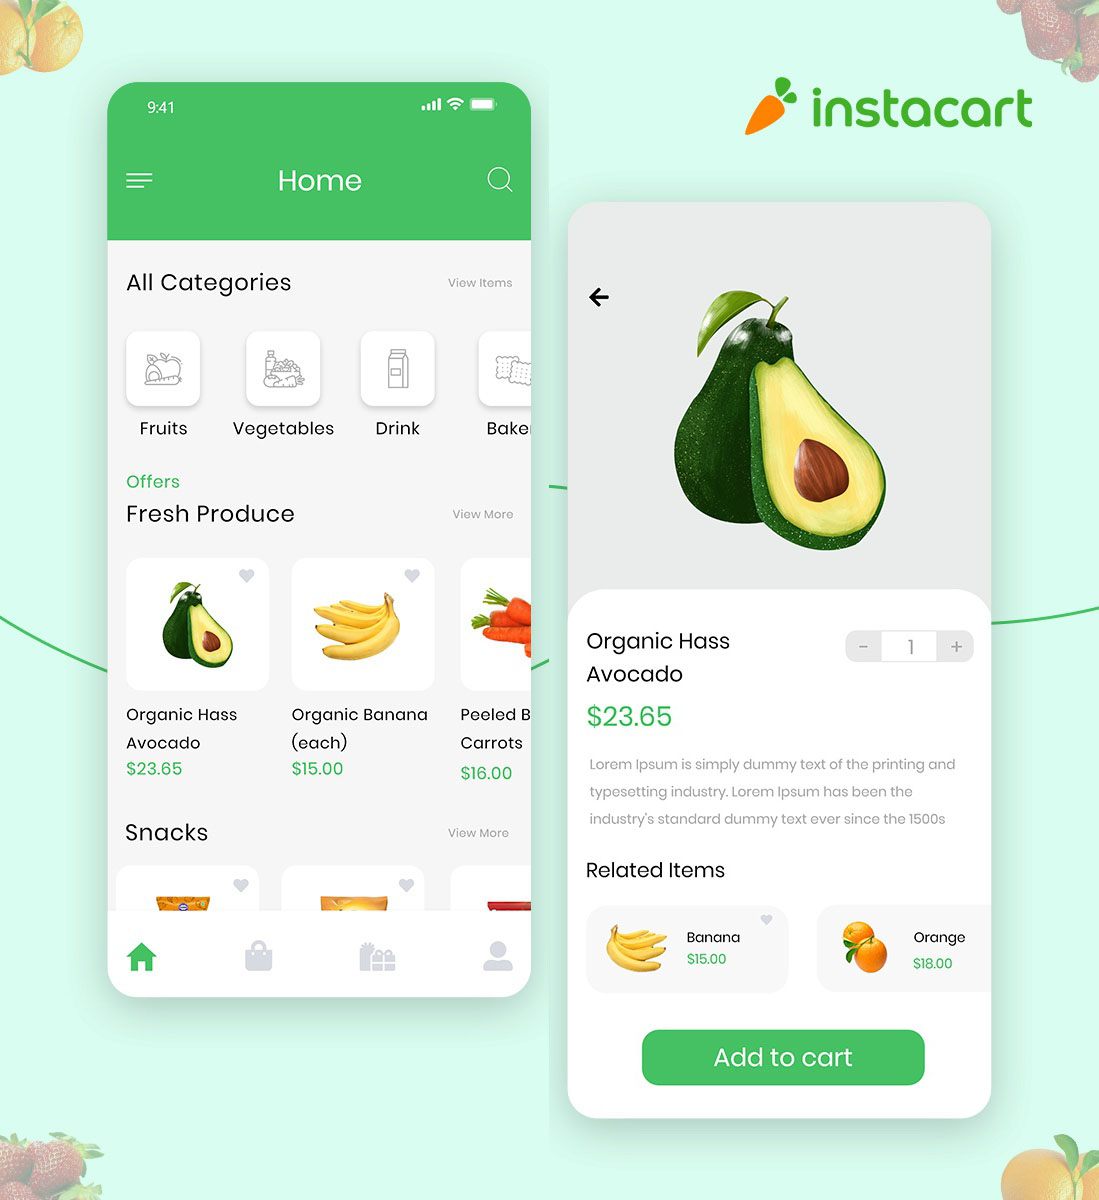 instacart
9:41
Home
All Categories
View Items
Fruits
Vegetables
Drink
Baker
Offers
Fresh Produce
View More
Organic Hass
Avocado
$23.65
Organic Banana
(each)
$15.00
Peeled B
Carrots
$16.00
Snacks
View More
Organic Hass
Avocado
- 1 +
$23.65
Lorem Ipsum is simply dummy text of the printing and
typesetting industry. Lorem Ipsum has been the
industry's standard dummy text ever since the 1500s
Related Items
Banana
$15.00
Orange
$18.00
Add to cart